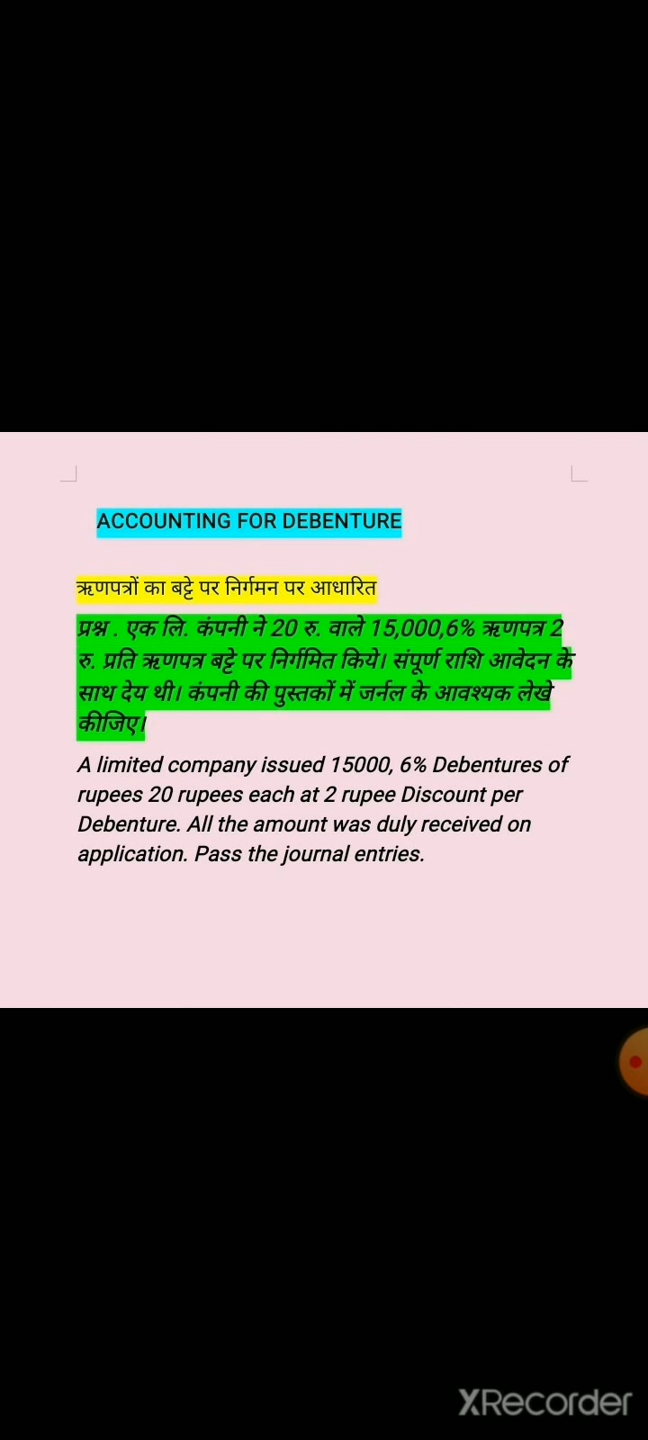 ACCOUNTING FOR DEBENTURE
ऋणपत्रों का बट्टे पर निर्गमन पर आधारित
प्रश्न . एक लि. कंपनी ने 20 रु. वाले 15,000,6% ऋणपत्र 2
रु. प्रति ऋणपत्र बट्टे पर निर्गमित किये। संपूर्ण राशि आवेदन के
साथ देय थी। कंपनी की पुस्तकों में जर्नल के आवश्यक लेखे
कीजिए।
A limited company issued 15000, 6% Debentures of
rupees 20 rupees each at 2 rupee Discount per
Debenture. All the amount was duly received on
application. Pass the journal entries.
XRecorder